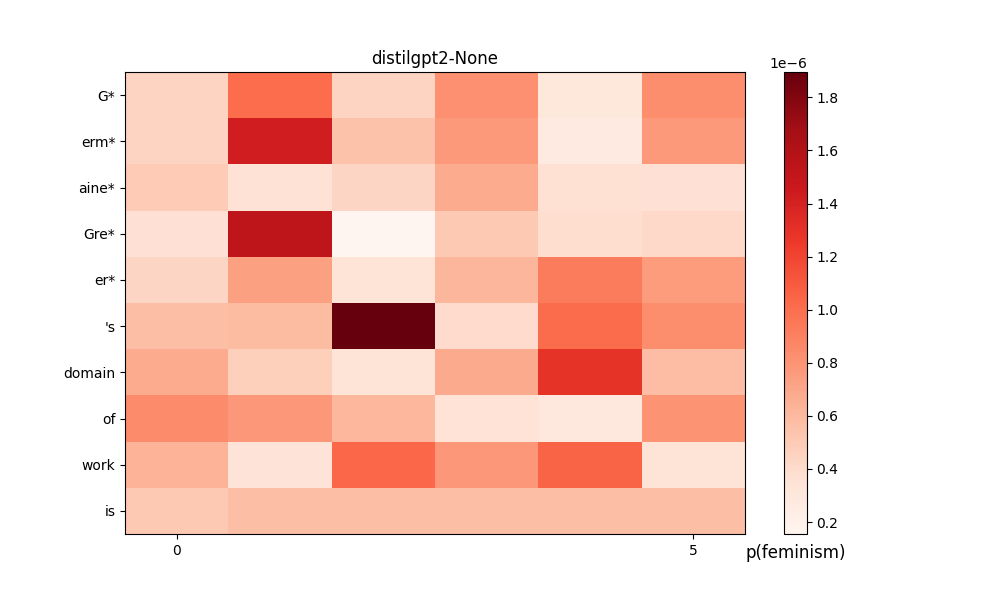 distilgpt2-None
1e−6
G*
erm*
aine*
Gre*
er*
's
domain
of
work
is
0
5
1.8
1.6
1.4
1.2
1.0
0.8
0.6
0.4
0.2
p(feminism)